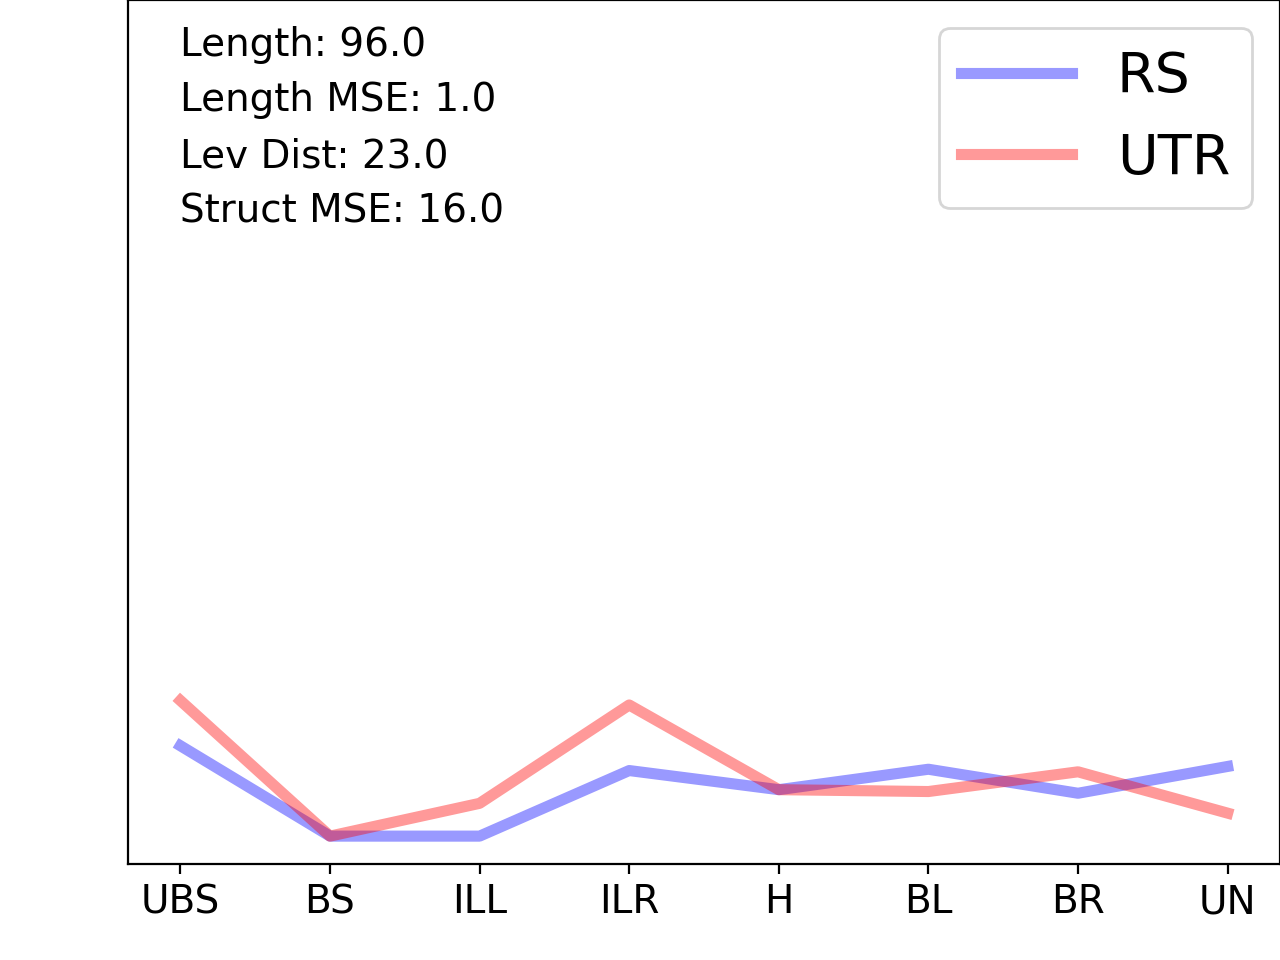 Length: 96.0
Length MSE: 1.0
Lev Dist: 23.0
Struct MSE: 16.0
RS
UTR
UBS BS ILL ILR H BL BR UN